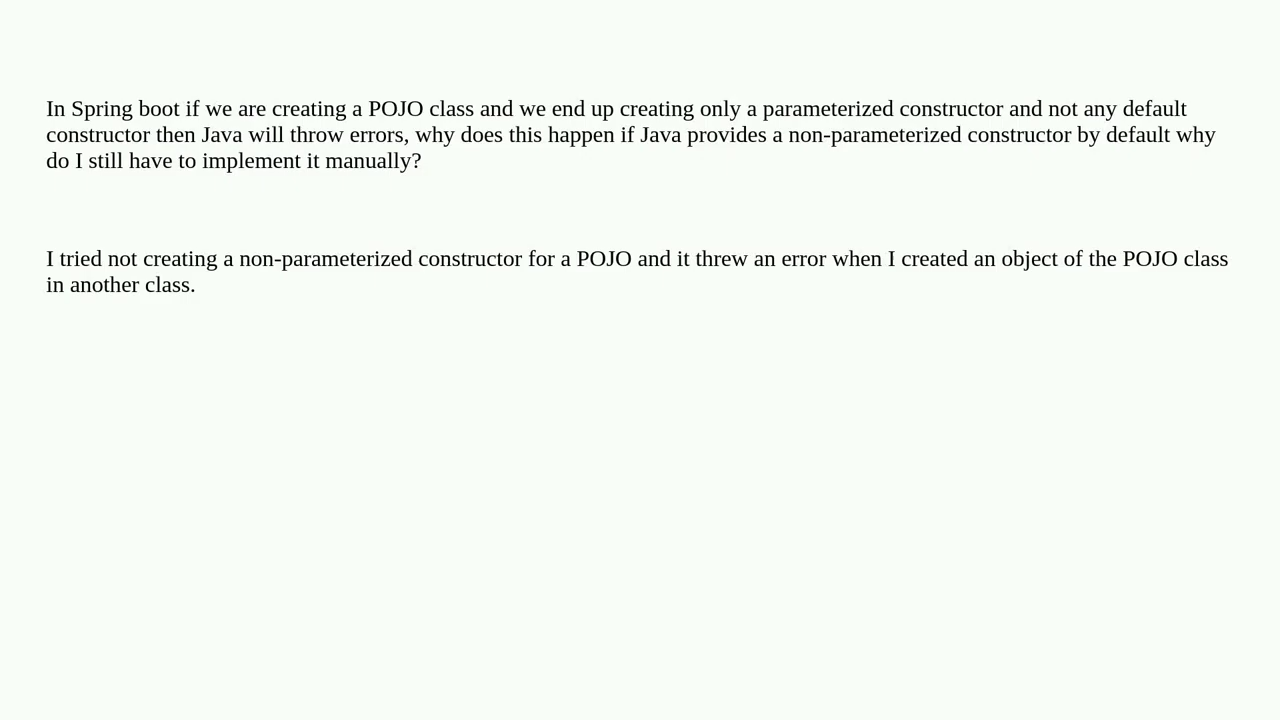 In Spring boot if we are creating a POJO class and we end up creating only a parameterized constructor and not any default
constructor then Java will throw errors, why does this happen if Java provides a non-parameterized constructor by default why
do I still have to implement it manually?
I tried not creating a non-parameterized constructor for a POJO and it threw an error when I created an object of the POJO class
in another class.